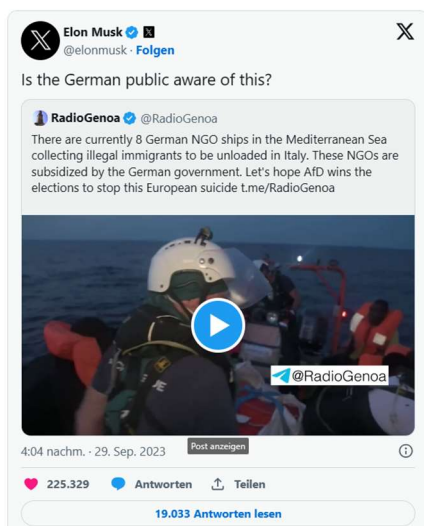 Elon Musk
@elonmusk · Folgen
Is the German public aware of this?
RadioGenoa @RadioGenoa
There are currently 8 German NGO ships in the Mediterranean Sea
collecting illegal immigrants to be unloaded in Italy. These NGOs are
subsidized by the German government. Let's hope AfD wins the
elections to stop this European suicide t.me/RadioGenoa
@RadioGenoa
4:04 nachm. · 29. Sep. 2023
Post anzeigen
225.329 Antworten Teilen
19.033 Antworten lesen